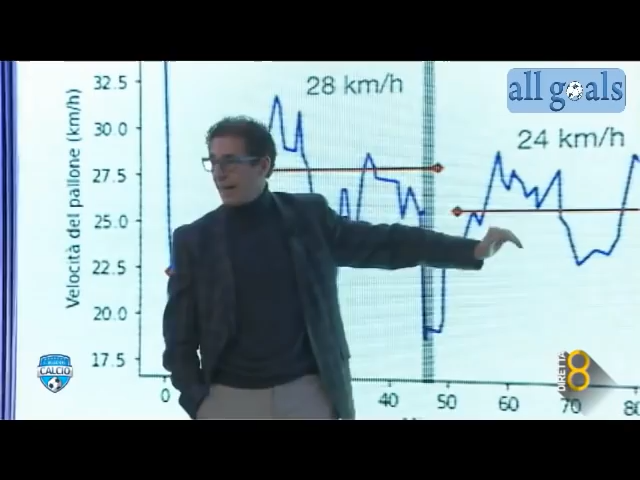 all goals
28 km/h
24 km/h
Velocità del pallone (km/h)
32.5
30.0
27.5
25.0
22.5
20.0
17.5
0
40
50
60
70
80
CALCIO
DIRETTA
8